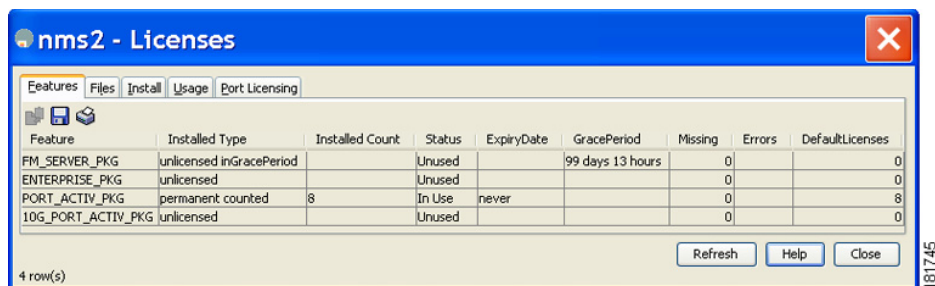 nms2 - Licenses
Features Files Install Usage Port Licensing
Feature Installed Type Installed Count Status ExpiryDate GracePeriod Missing Errors DefaultLicenses
FM_SERVER_PKG unlicensed inGracePeriod Unused 99 days 13 hours 0 0
ENTERPRISE_PKG unlicensed Unused 0 0
PORT_ACTIV_PKG permanent counted 8 In Use never 0 8
10G_PORT_ACTIV_PKG unlicensed Unused 0 0
Refresh Help Close
4 row(s)
181745